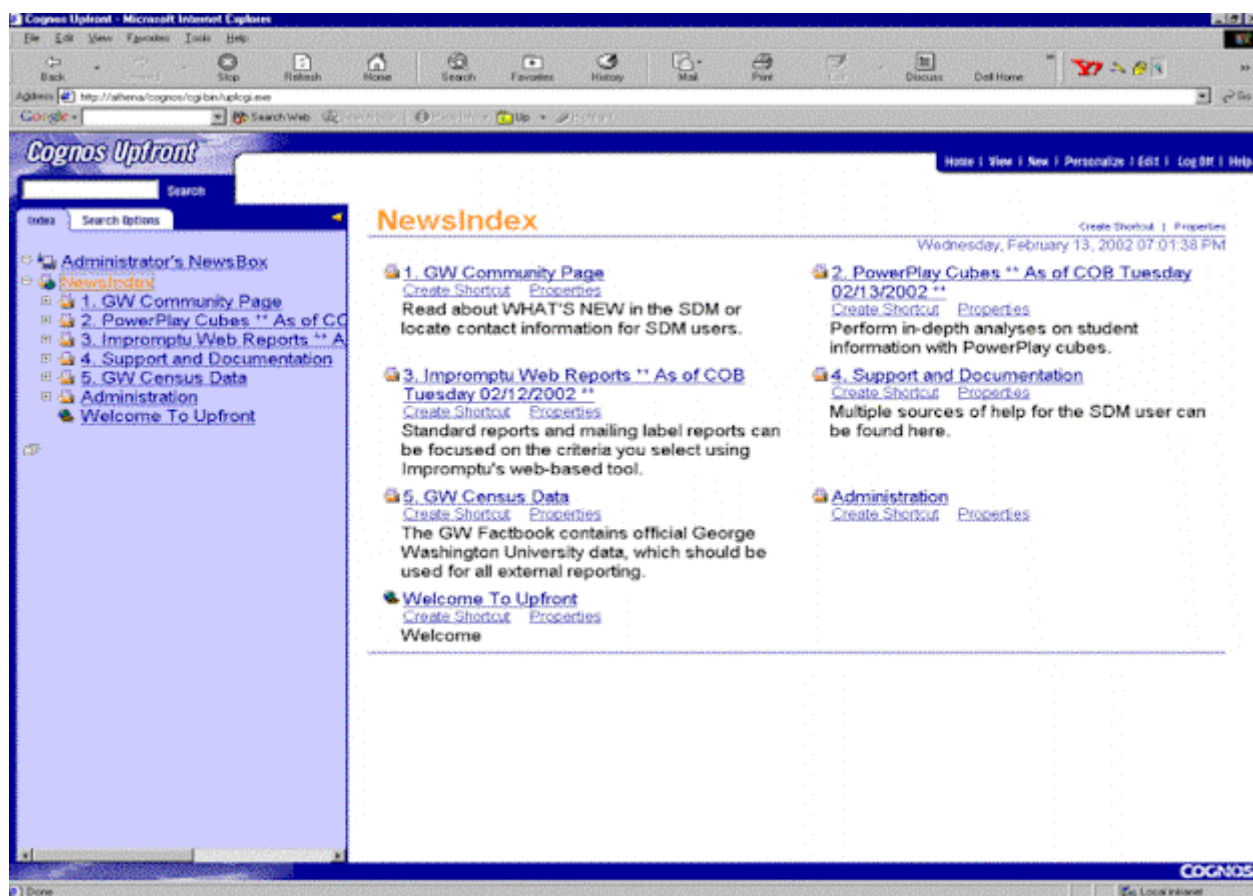 Cognos Upfront - Microsoft Internet Explorer
File Edit View Favorites Tools Help
Back Stop Refresh Home Search Favorites History Mail Print Discuss Dell Home
Address http://athena/cognos/cgi-bin/upfcgi.exe Go
Google Search Web Up
Cognos Upfront
Home | View | New | Personalize | Edit | Log Off | Help
Search
Index Search Options
Administrator's NewsBox
NewsIndex
1. GW Community Page
2. PowerPlay Cubes ** As of CO
3. Impromptu Web Reports ** A
4. Support and Documentation
5. GW Census Data
Administration
Welcome To Upfront
NewsIndex
Create Shortcut | Properties
Wednesday, February 13, 2002 07:01:38 PM
1. GW Community Page
Create Shortcut Properties
Read about WHAT'S NEW in the SDM or
locate contact information for SDM users.
2. PowerPlay Cubes ** As of COB Tuesday
02/13/2002 **
Create Shortcut Properties
Perform in-depth analyses on student
information with PowerPlay cubes.
3. Impromptu Web Reports ** As of COB
Tuesday 02/12/2002 **
Create Shortcut Properties
Standard reports and mailing label reports can
be focused on the criteria you select using
Impromptu's web-based tool.
4. Support and Documentation
Create Shortcut Properties
Multiple sources of help for the SDM user can
be found here.
5. GW Census Data
Create Shortcut Properties
The GW Factbook contains official George
Washington University data, which should be
used for all external reporting.
Administration
Create Shortcut Properties
Welcome To Upfront
Create Shortcut Properties
Welcome
COGNOS
Done Local intranet